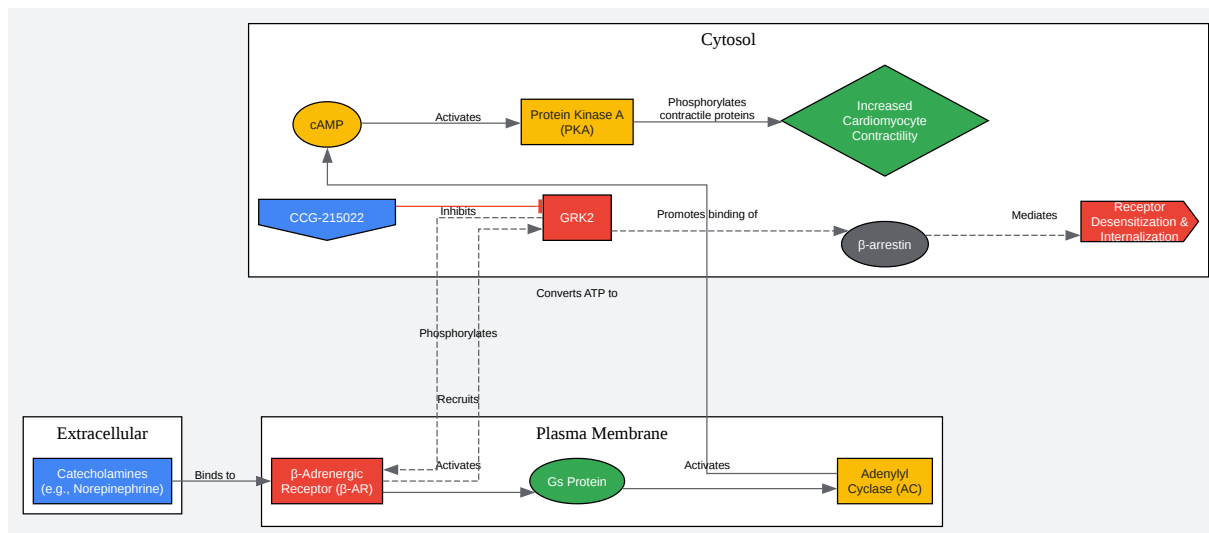 Cytosol
cAMP
Activates
Protein Kinase A
(PKA)
Phosphorylates
contractile proteins
Increased
Cardiomyocyte
Contractility
CCG-215022
Inhibits
GRK2
Promotes binding of
β-arrestin
Mediates
Receptor
Desensitization &
Internalization
Converts ATP to
Phosphorylates
Recruits
Extracellular
Catecholamines
(e.g., Norepinephrine)
Binds to
Plasma Membrane
β-Adrenergic
Receptor (β-AR)
Activates
Gs Protein
Activates
Adenylyl
Cyclase (AC)